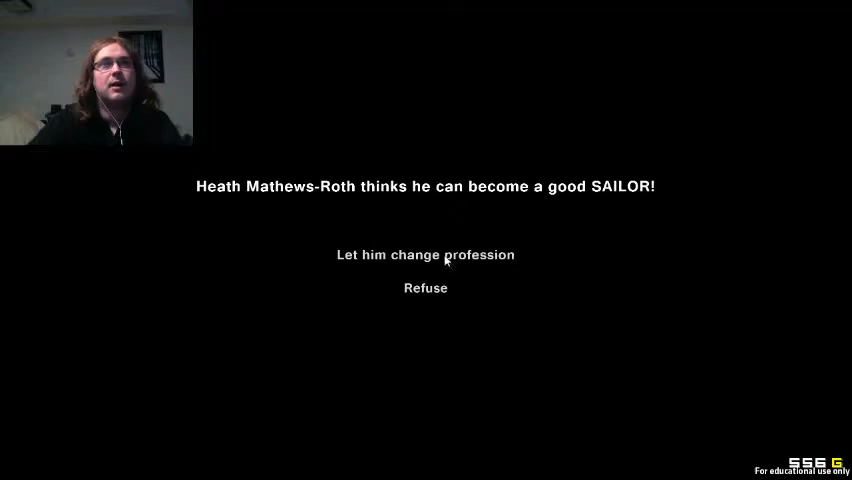 Heath Mathews-Roth thinks he can become a good SAILOR!
Let him change profession
Refuse
556 G
For educational use only